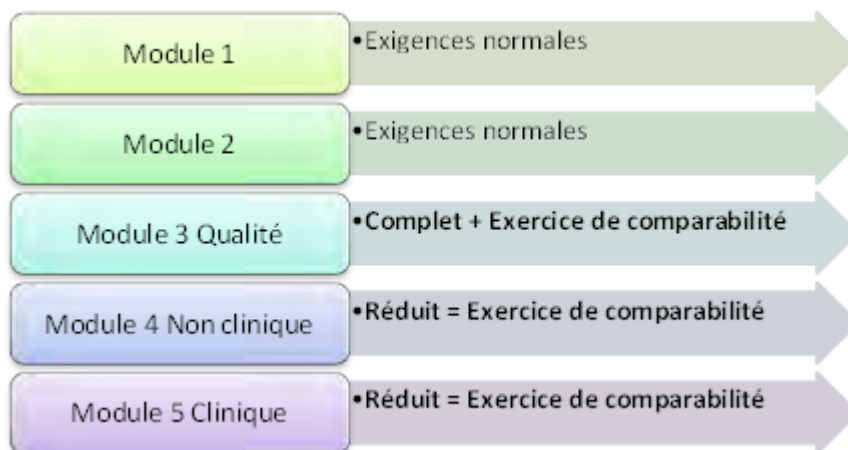 Module 1
•Exigences normales
Module 2
•Exigences normales
Module 3 Qualité
•Complet + Exercice de comparabilité
Module 4 Non clinique
•Réduit = Exercice de comparabilité
Module 5 Clinique
•Réduit = Exercice de comparabilité